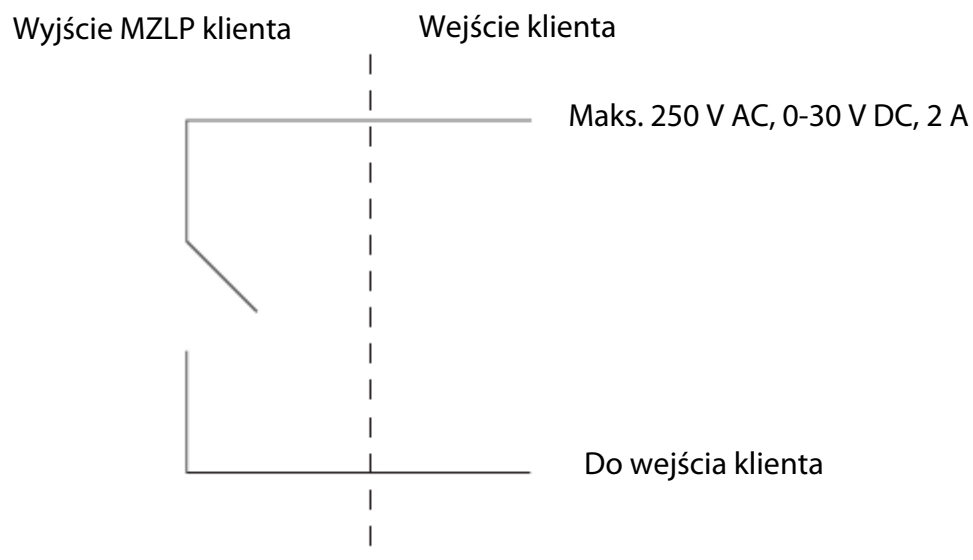 Wyjście MZLP klienta
Wejście klienta
Maks. 250 V AC, 0-30 V DC, 2 A
Do wejścia klienta